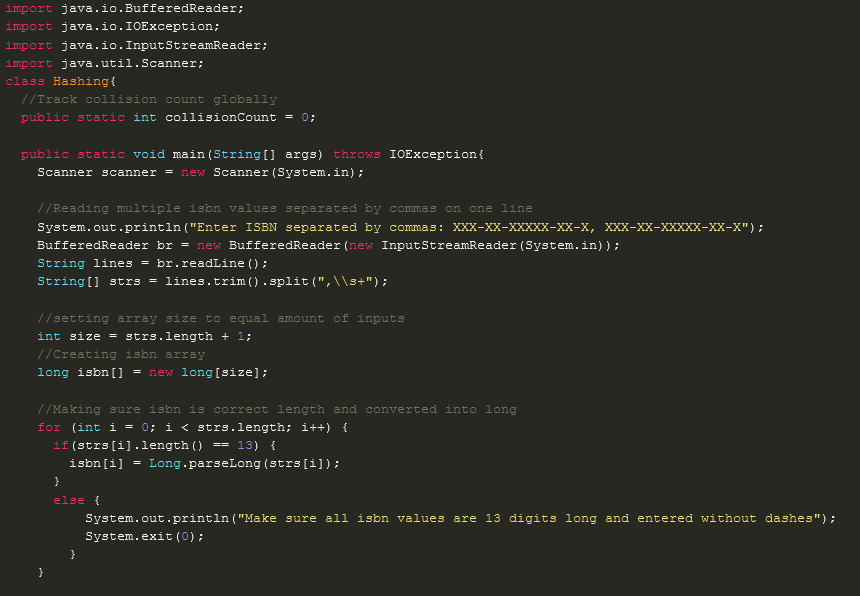 import java.io.BufferedReader;
import java.io.IOException;
import java.io.InputStreamReader;
import java.util.Scanner;
class Hashing{
  //Track collision count globally
  public static int collisionCount = 0;

  public static void main(String[] args) throws IOException{
    Scanner scanner = new Scanner(System.in);

    //Reading multiple isbn values separated by commas on one line
    System.out.println("Enter ISBN separated by commas: XXX-XX-XXXXX-XX-X, XXX-XX-XXXXX-XX-X");
    BufferedReader br = new BufferedReader(new InputStreamReader(System.in));
    String lines = br.readLine();
    String[] strs = lines.trim().split(",\\s+");

    //setting array size to equal amount of inputs
    int size = strs.length + 1;
    //Creating isbn array
    long isbn[] = new long[size];

    //Making sure isbn is correct length and converted into long
    for (int i = 0; i < strs.length; i++) {
      if(strs[i].length() == 13) {
        isbn[i] = Long.parseLong(strs[i]);
      }
      else {
          System.out.println("Make sure all isbn values are 13 digits long and entered without dashes");
          System.exit(0);
        }
    }